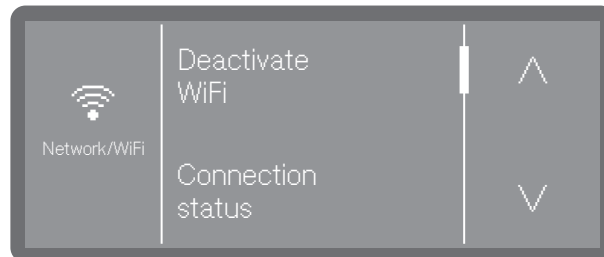 Network/WiFi
Deactivate
WiFi
Connection
status